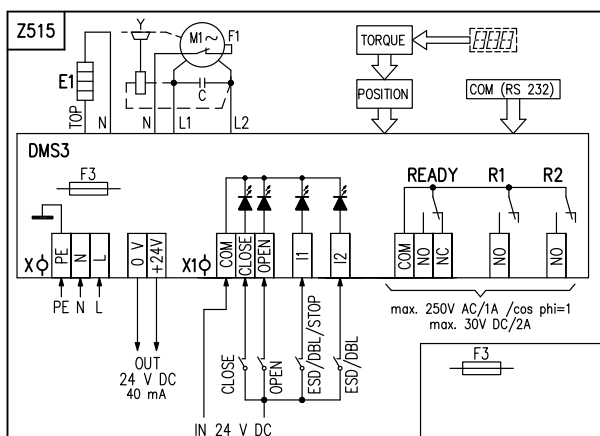 Z515
Y
M1~
F1
E1
C
TOP
N
N
L1
L2
TORQUE
POSITION
COM (RS 232)
DMS3
F3
READY
R1
R2
X
PE
N
L
0 V
+24V
X1
COM
CLOSE
OPEN
I1
I2
COM
NO
NC
NO
NO
PE N L
OUT
24 V DC
40 mA
CLOSE
OPEN
ESD/DBL/STOP
ESD/DBL
IN 24 V DC
max. 250V AC/1A /cos phi=1
max. 30V DC/2A
F3